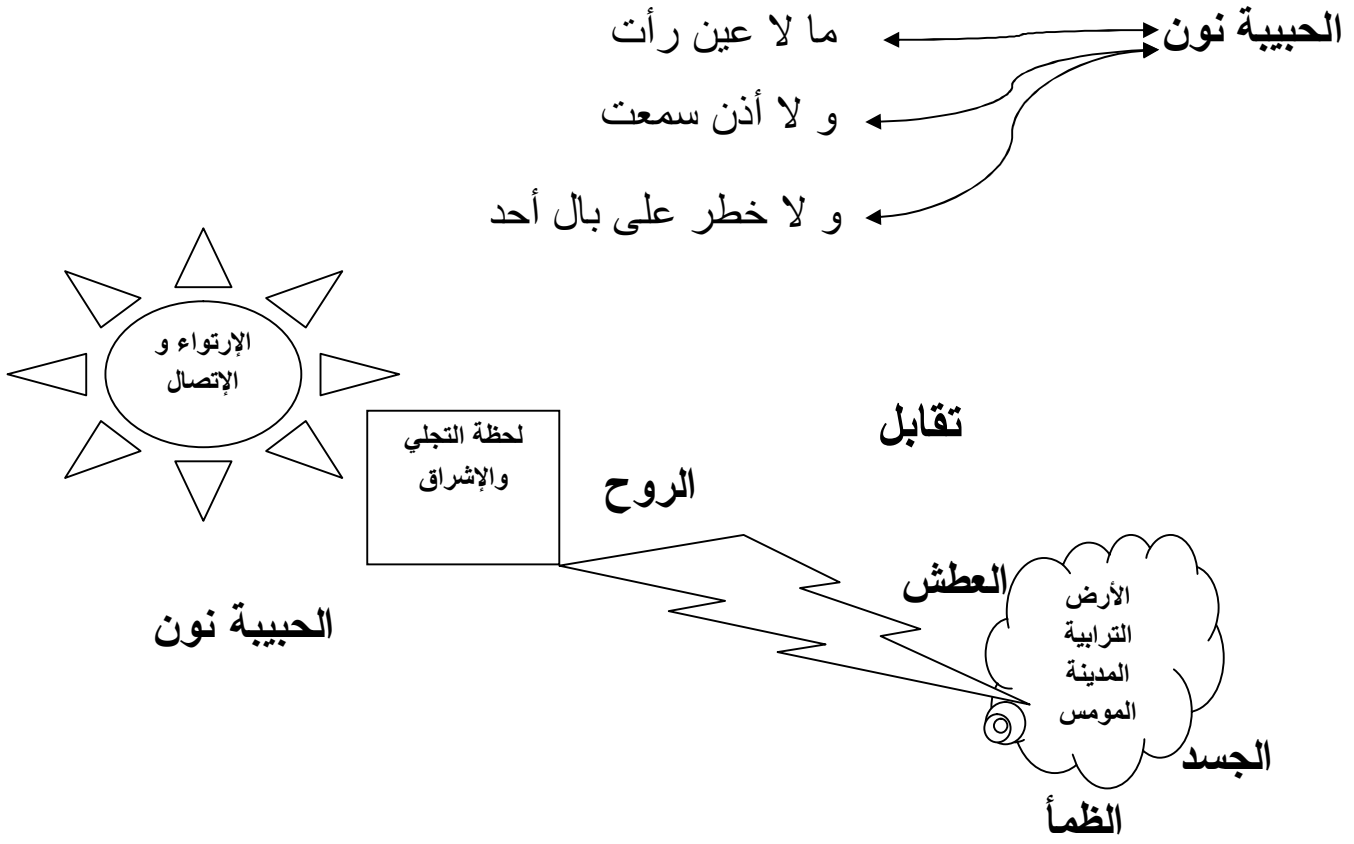 الحبيبة نون
ما لا عين رأت
و لا أذن سمعت
و لا خطر على بال أحد
الإرتواء و
الإتصال
لحظة التجلي
والإشراق
تقابل
الروح
العطش
الأرض
الترابية
المدينة
المومس
الحبيبة نون
الجسد
الظمأ